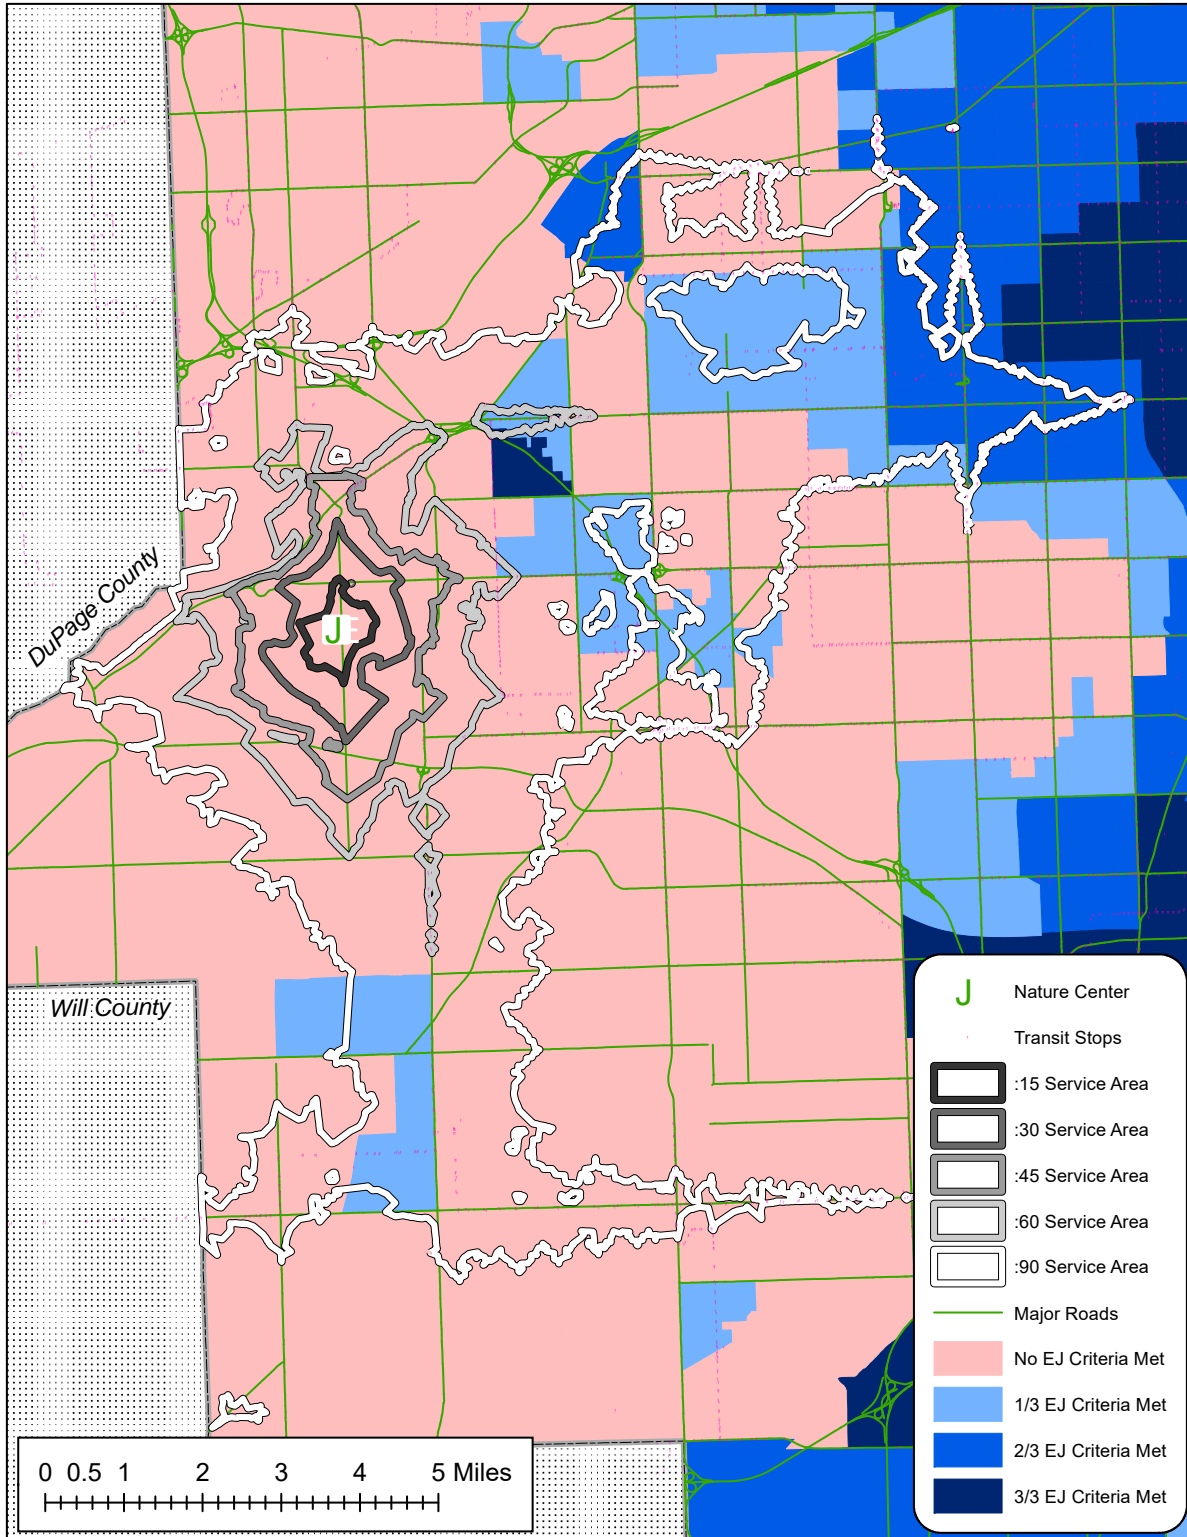 DuPage County
J
Will County
J Nature Center
Transit Stops
:15 Service Area
:30 Service Area
:45 Service Area
:60 Service Area
:90 Service Area
Major Roads
No EJ Criteria Met
1/3 EJ Criteria Met
2/3 EJ Criteria Met
3/3 EJ Criteria Met
0 0.5 1 2 3 4 5 Miles